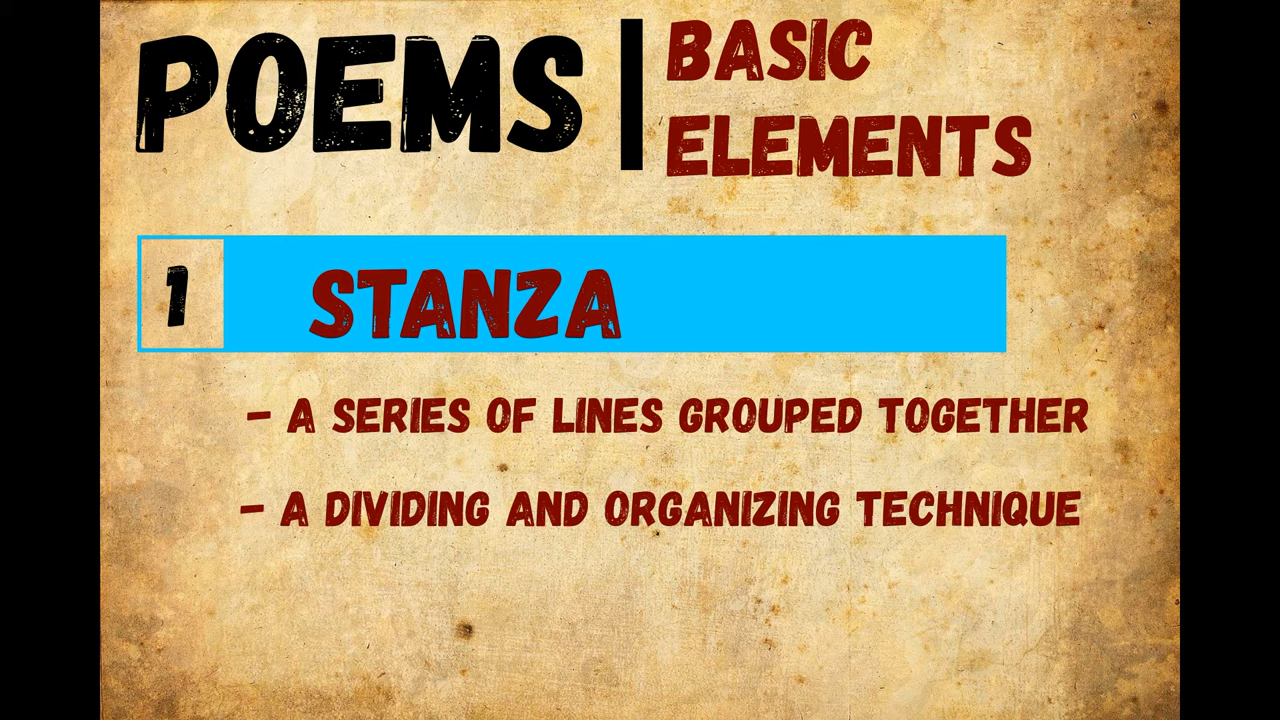 POEMS | BASIC
ELEMENTS
1 STANZA
- A SERIES OF LINES GROUPED TOGETHER
- A DIVIDING AND ORGANIZING TECHNIQUE